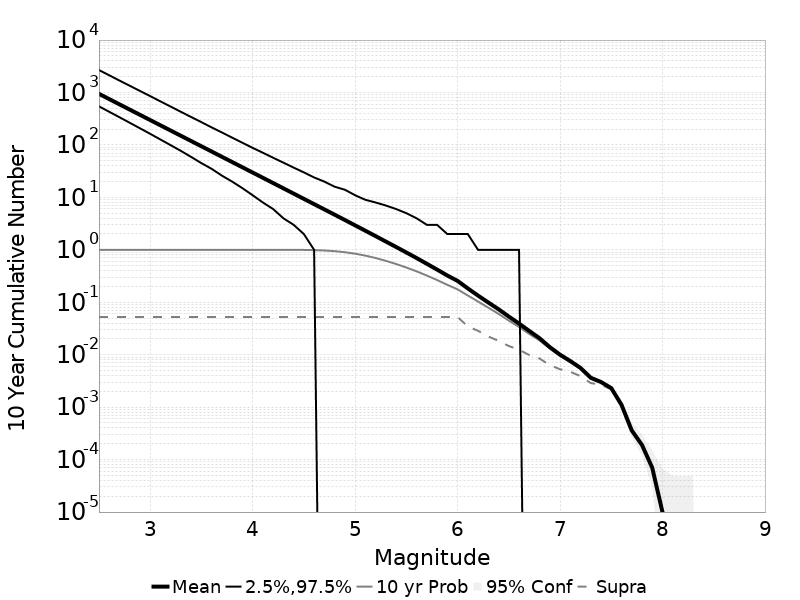 10^4
10^3
10^2
10^1
10^0
10^-1
10^-2
10^-3
10^-4
10^-5
10 Year Cumulative Number
3 4 5 6 7 8 9
Magnitude
Mean 2.5%,97.5% 10 yr Prob 95% Conf Supra